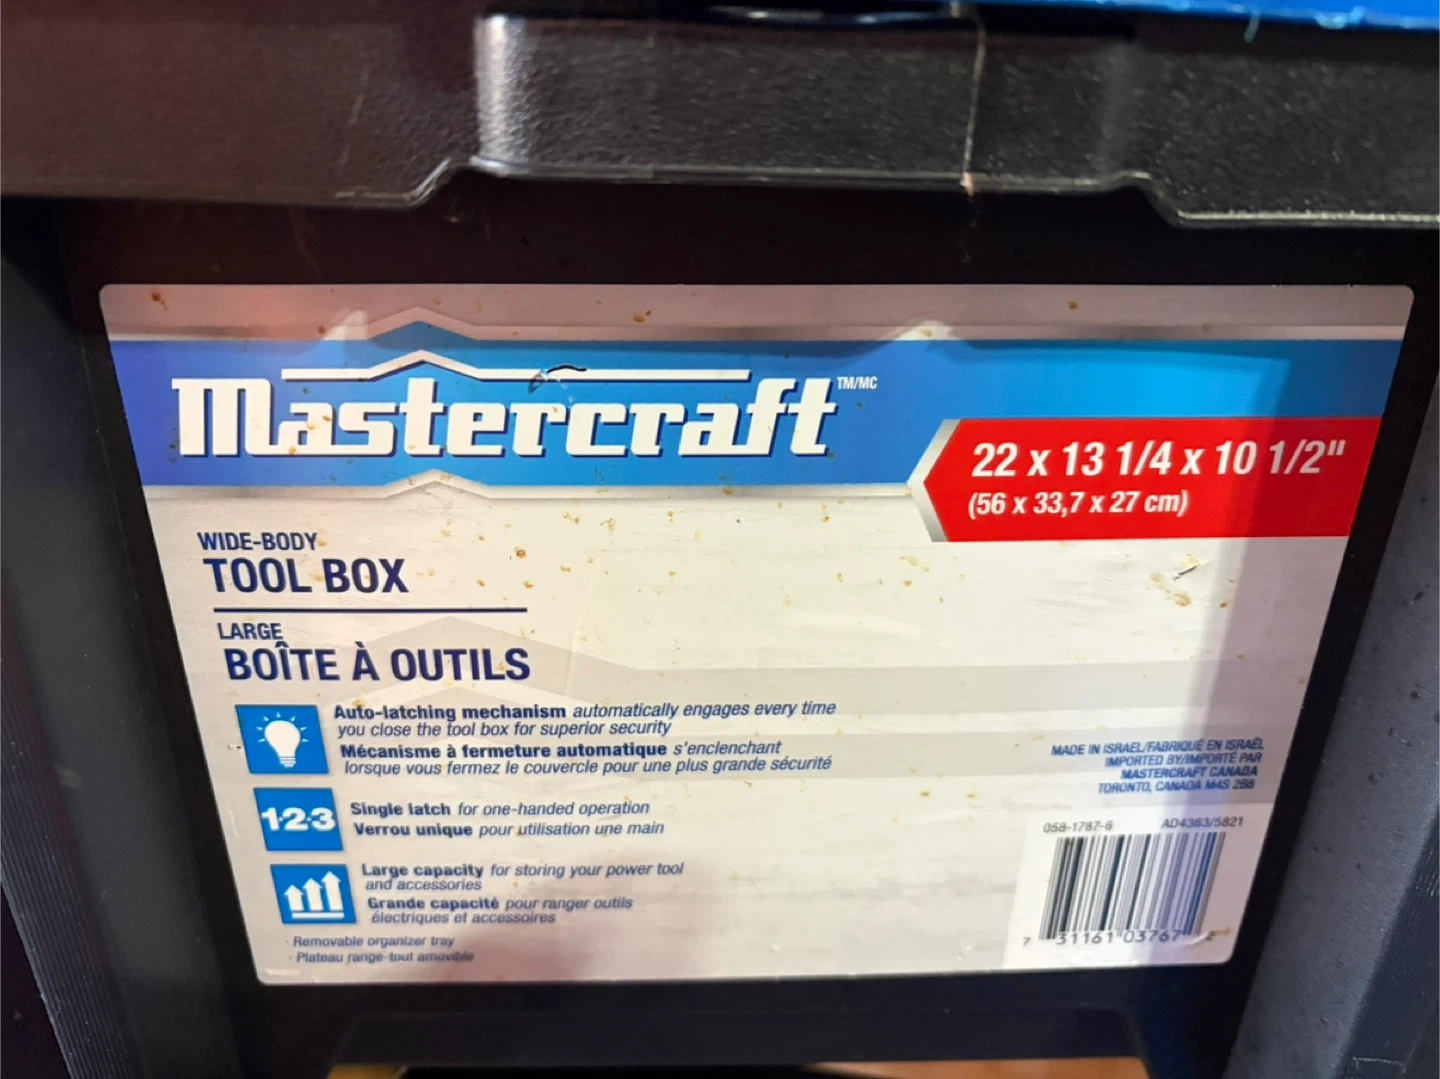 Mastercraft TM/MC
22 x 13 1/4 x 10 1/2"
(56 x 33,7 x 27 cm)
WIDE-BODY
TOOL BOX
LARGE
BOÎTE À OUTILS
Auto-latching mechanism automatically engages every time
you close the tool box for superior security
Mécanisme à fermeture automatique s'enclenchant
lorsque vous fermez le couvercle pour une plus grande sécurité
1-2-3
Single latch for one-handed operation
Verrou unique pour utilisation une main
Large capacity for storing your power tool
and accessories
Grande capacité pour ranger outils
électriques et accessoires
· Removable organizer tray
· Plateau range-tout amovible
MADE IN ISRAEL/FABRIQUÉ EN ISRAËL
IMPORTED BY/IMPORTÉ PAR
MASTERCRAFT CANADA
TORONTO, CANADA M4S 2B8
058-1787-6 AD4363/5821
7 31161 03767 2